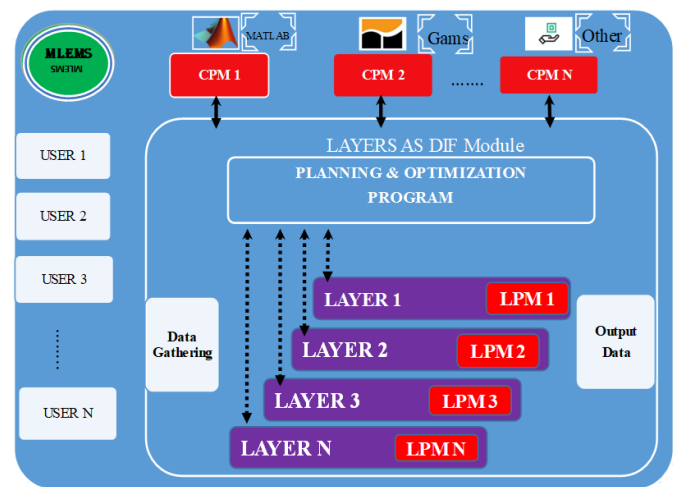 MLEMS
MLEMS
MATLAB
Gams
Other
CPM 1
CPM 2
.......
CPM N
USER 1
USER 2
USER 3
........
USER N
LAYERS AS DIF Module
PLANNING & OPTIMIZATION
PROGRAM
LAYER 1
LPM 1
LAYER 2
LPM 2
LAYER 3
LPM 3
LAYER N
LPM N
Data
Gathering
Output
Data